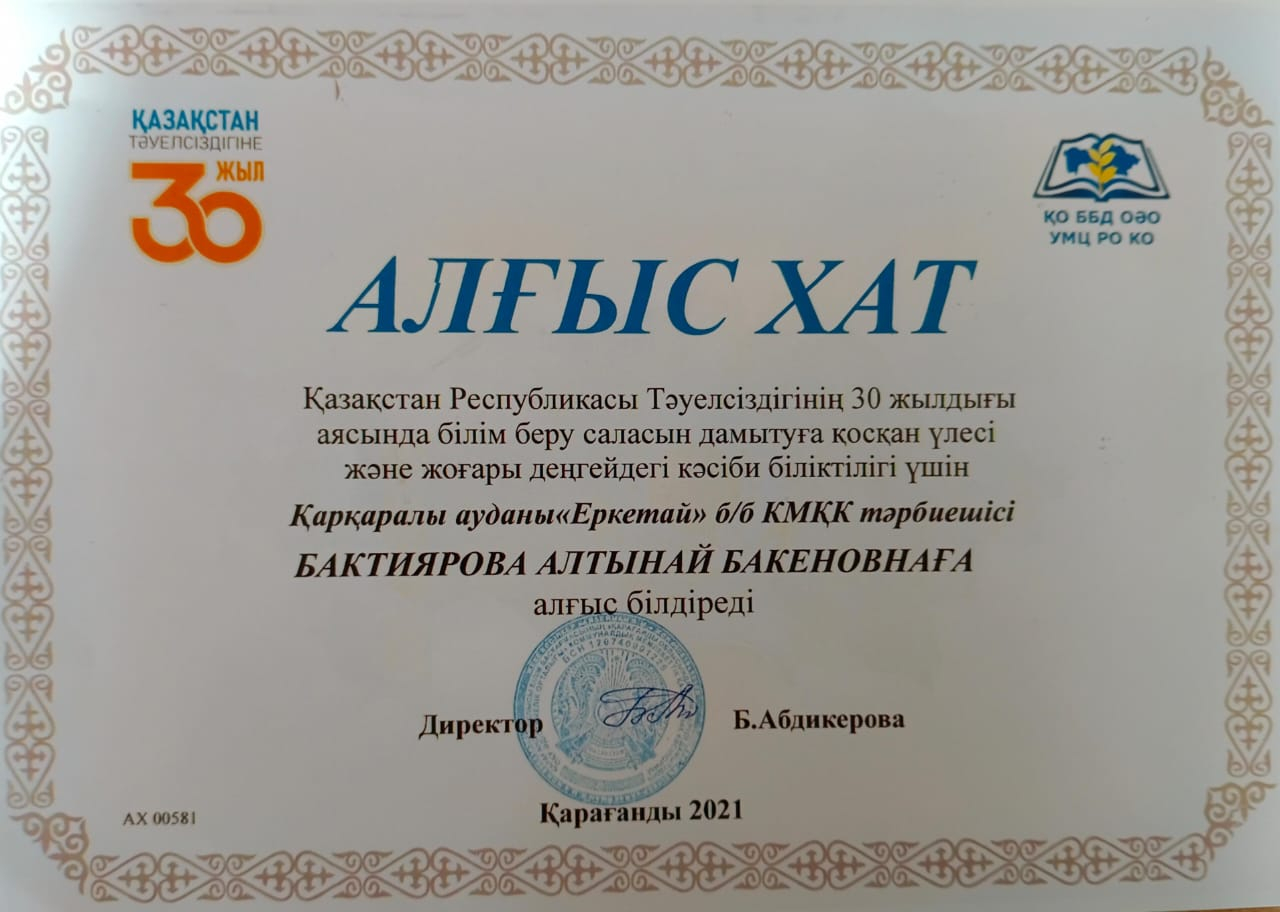 ҚАЗАҚСТАН
ТӘУЕЛСІЗДІГІНЕ
30 ЖЫЛ
ҚО ББД ОӘО
УМЦ РО КО
АЛҒЫС ХАТ
Қазақстан Республикасы Тәуелсіздігінің 30 жылдығы
аясында білім беру саласын дамытуға қосқан үлесі
және жоғары деңгейдегі кәсіби біліктілігі үшін
Қарқаралы ауданы«Еркетай» б/б КМҚК тәрбиешісі
БАКТИЯРОВА АЛТЫНАЙ БАКЕНОВНАҒА
алғыс білдіреді
Директор Б.Абдикерова
Қарағанды 2021
АХ 00581